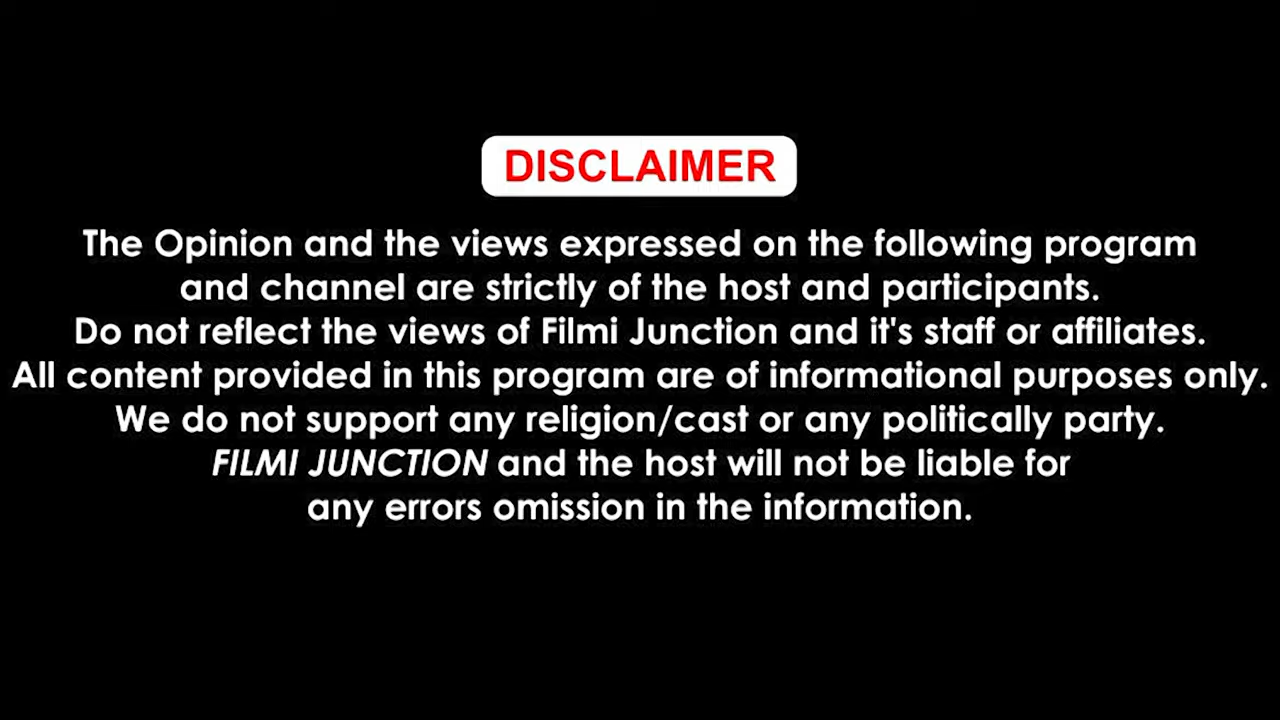 DISCLAIMER
The Opinion and the views expressed on the following program
and channel are strictly of the host and participants.
Do not reflect the views of Filmi Junction and it's staff or affiliates.
All content provided in this program are of informational purposes only.
We do not support any religion/cast or any politically party.
FILMI JUNCTION and the host will not be liable for
any errors omission in the information.